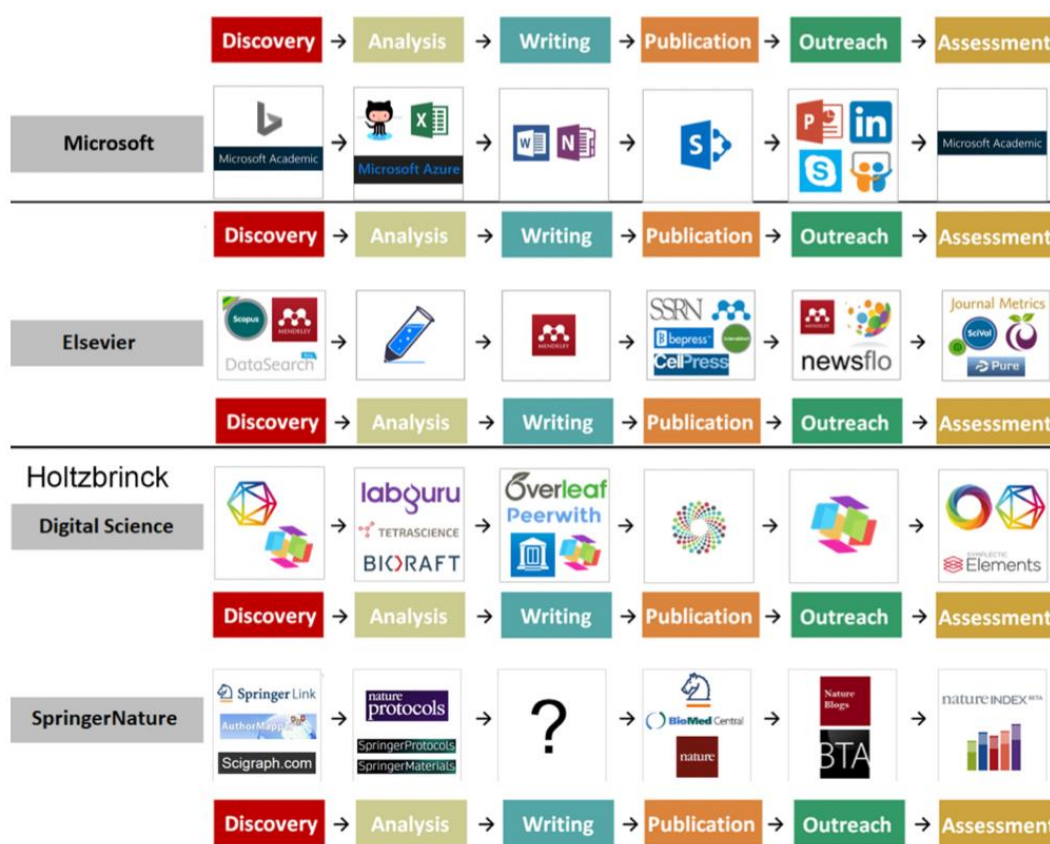 Discovery → Analysis → Writing → Publication → Outreach → Assessment
Microsoft
Microsoft Academic
X
Microsoft Azure
W N
S
P in
S
Microsoft Academic
Discovery → Analysis → Writing → Publication → Outreach → Assessment
Elsevier
Scopus
MENDELEY
DataSearch
MENDELEY
SSRN
bepress
CellPress
MENDELEY
newsflo
Journal Metrics
SciVal
Pure
Discovery → Analysis → Writing → Publication → Outreach → Assessment
Holtzbrinck
Digital Science
labguru
TETRASCIENCE
BIORAFT
Overleaf
Peerwith
SYMPLECTIC
Elements
Discovery → Analysis → Writing → Publication → Outreach → Assessment
SpringerNature
Springer Link
AuthorMapper
Scigraph.com
nature
protocols
SpringerProtocols
SpringerMaterials
?
BioMed Central
nature
Nature
Blogs
BTA
nature INDEX BETA
Discovery → Analysis → Writing → Publication → Outreach → Assessment